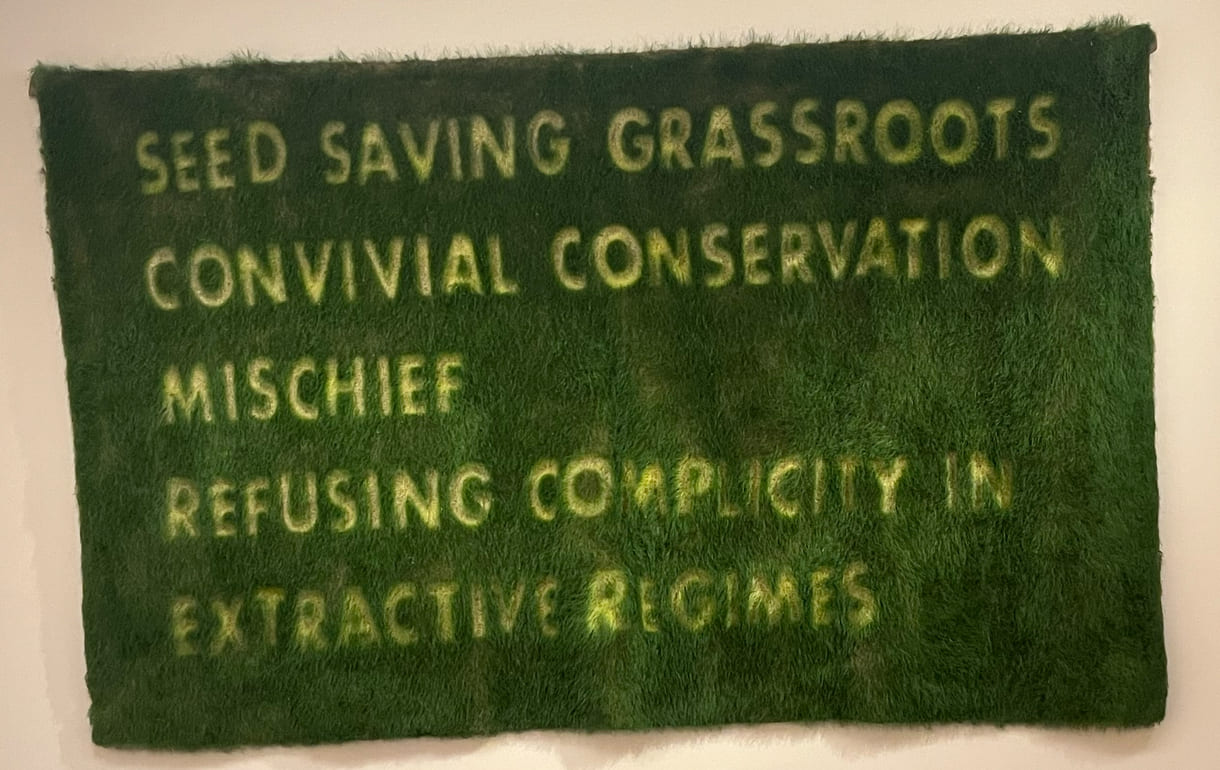 SEED SAVING GRASSROOTS
CONVIVIAL CONSERVATION
MISCHIEF
REFUSING COMPLICITY IN
EXTRACTIVE REGIMES